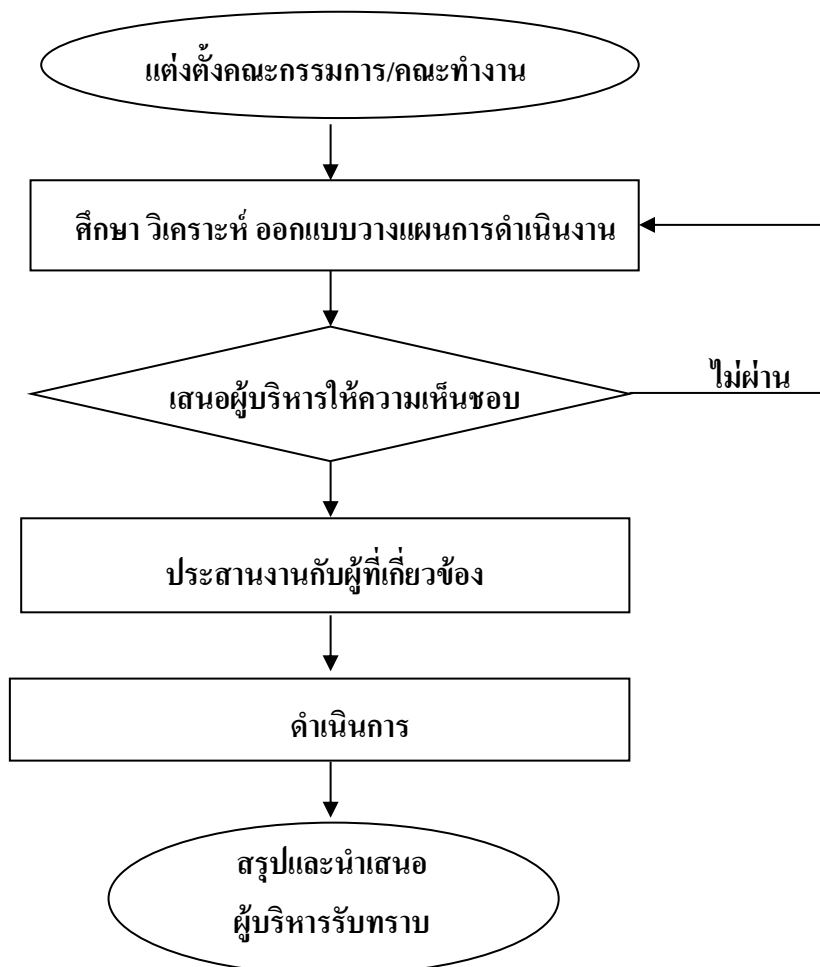 แต่งตั้งคณะกรรมการ/คณะทำงาน
ศึกษา วิเคราะห์ ออกแบบวางแผนการดำเนินงาน
เสนอผู้บริหารให้ความเห็นชอบ
ไม่ผ่าน
ประสานงานกับผู้ที่เกี่ยวข้อง
ดำเนินการ
สรุปและนำเสนอ
ผู้บริหารรับทราบ